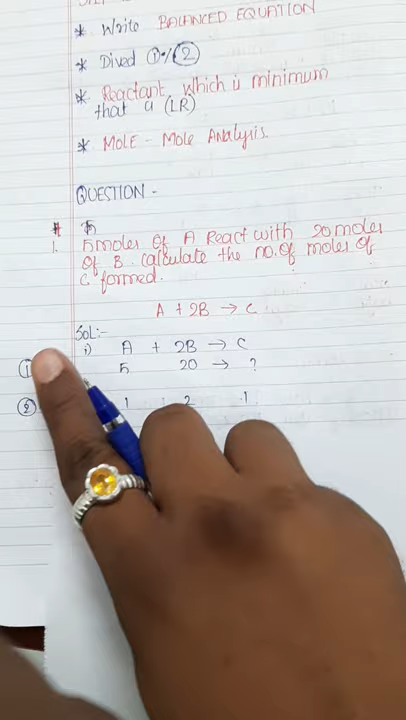 * Write BALANCED EQUATION
* Dived ① % ②
* Reactant, which is minimum
that a (LR)
* MOLE - Mole Analysis
QUESTION -
1. 5 moles of A React with 20 moles
of B. calculate the no. of moles of
C formed.
A + 2B → C
Sol:-
i) A + 2B → C
5 20 → ?
② 1 2 1